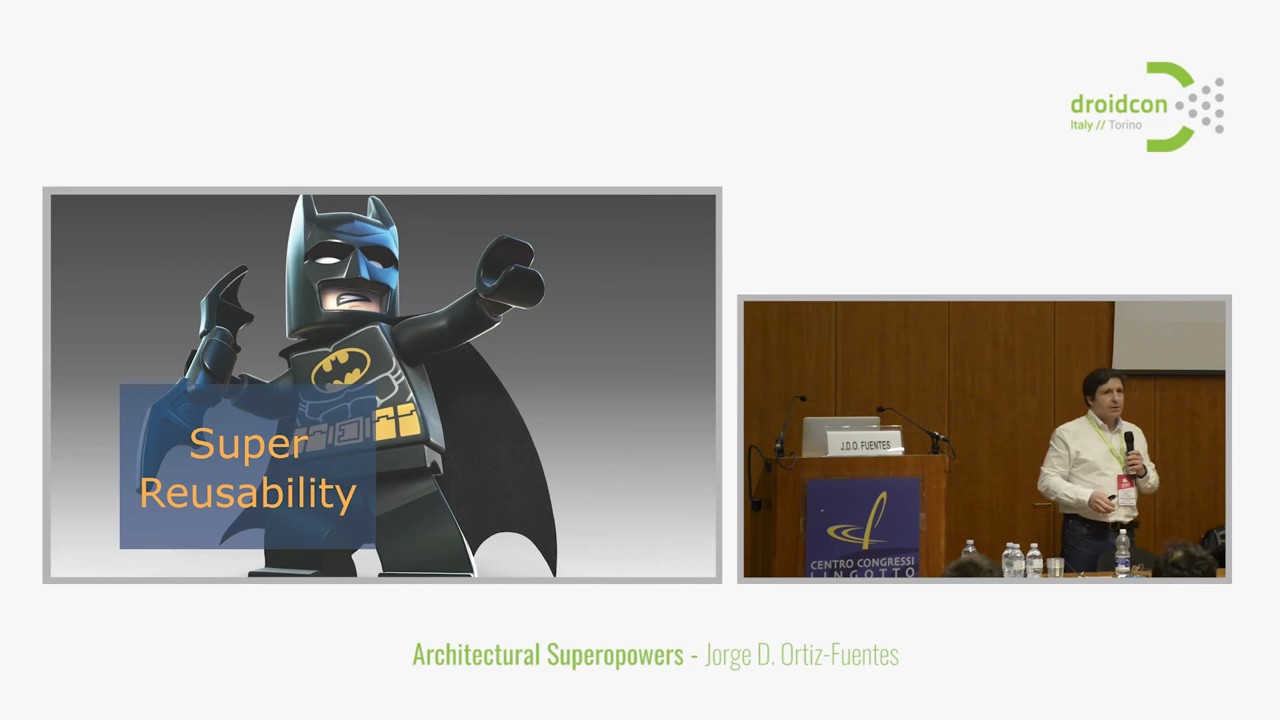 droidcon
Italy // Torino
Super
Reusability
J.D.O. FUENTES
CENTRO CONGRESSI
LINGOTTO
Architectural Superopowers - Jorge D. Ortiz-Fuentes